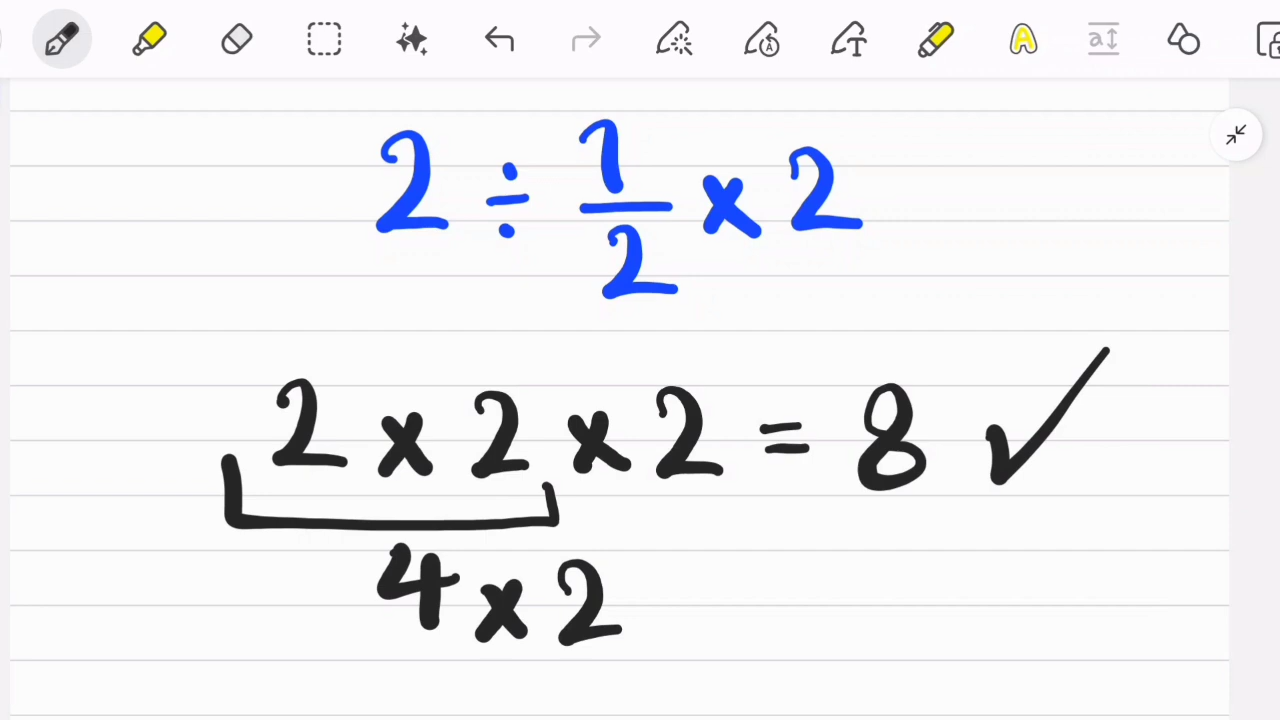 2 ÷ 1/2 × 2
2 × 2 × 2 = 8 ✓
4 × 2